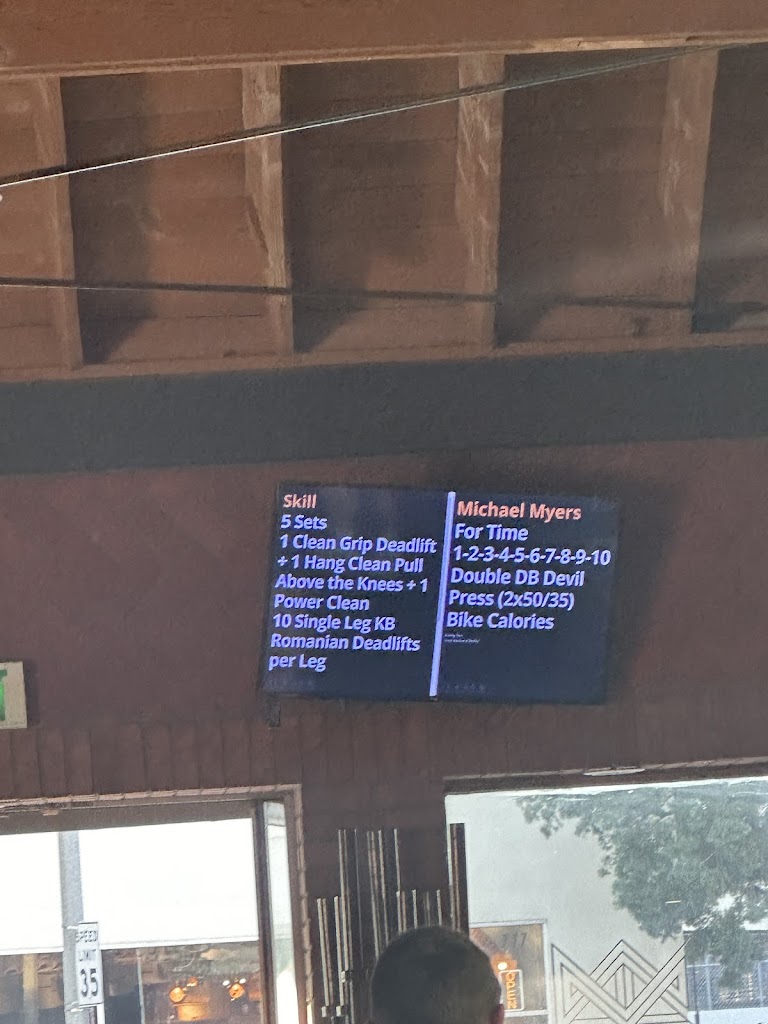 Skill
5 Sets
1 Clean Grip Deadlift
+ 1 Hang Clean Pull
Above the Knees + 1
Power Clean
10 Single Leg KB
Romanian Deadlifts
per Leg
Michael Myers
For Time
1-2-3-4-5-6-7-8-9-10
Double DB Devil
Press (2x50/35)
Bike Calories
SPEED
LIMIT
35